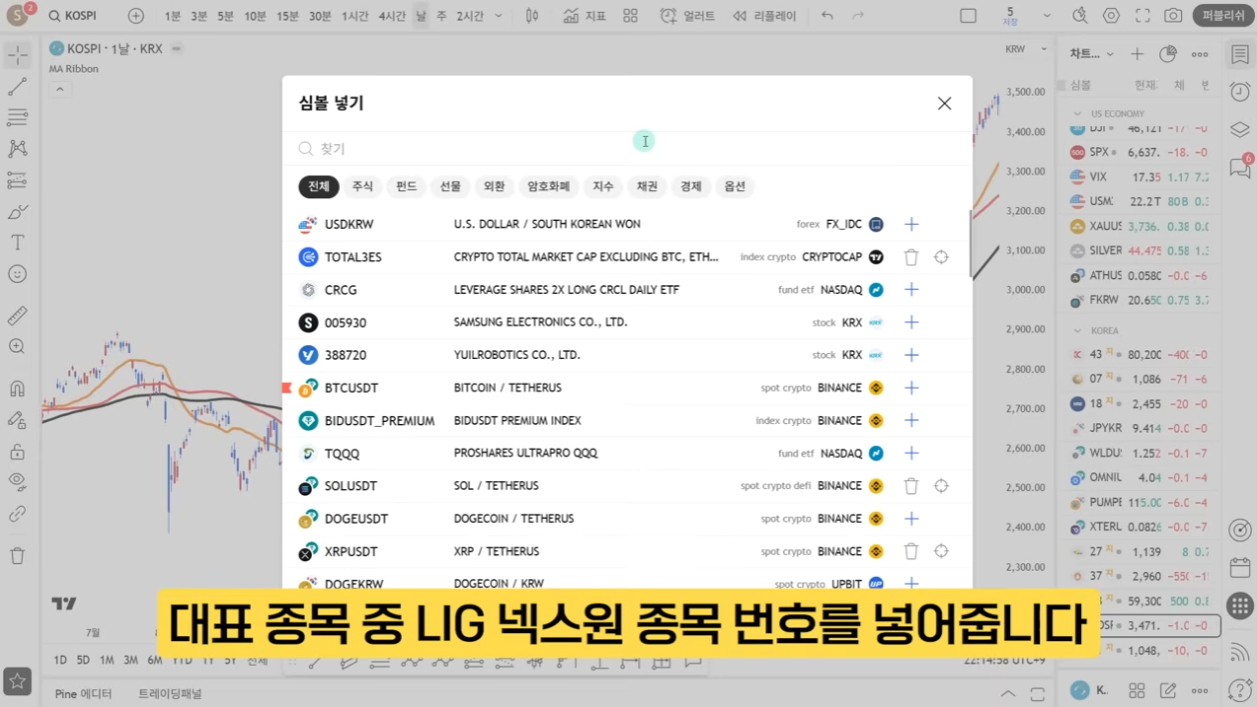 S 2 KOSPI 1분 3분 5분 10분 15분 30분 1시간 4시간 날 주 2시간 지표 얼러트 리플레이 5 저장 퍼블리쉬
KOSPI · 1날 · KRX
MA Ribbon
KRW
3,500.00
3,400.00
3,300.00
3,200.00
3,100.00
3,000.00
2,900.00
2,800.00
2,700.00
2,600.00
2,500.00
2,400.00
2,300.00
심볼 넣기
찾기
전체 주식 펀드 선물 외환 암호화폐 지수 채권 경제 옵션
USDKRW U.S. DOLLAR / SOUTH KOREAN WON forex FX_IDC
TOTAL3ES CRYPTO TOTAL MARKET CAP EXCLUDING BTC, ETH... index crypto CRYPTOCAP
CRCG LEVERAGE SHARES 2X LONG CRCL DAILY ETF fund etf NASDAQ
005930 SAMSUNG ELECTRONICS CO., LTD. stock KRX
388720 YUILROBOTICS CO., LTD. stock KRX
BTCUSDT BITCOIN / TETHERUS spot crypto BINANCE
BIDUSDT_PREMIUM BIDUSDT PREMIUM INDEX index crypto BINANCE
TQQQ PROSHARES ULTRAPRO QQQ fund etf NASDAQ
SOLUSDT SOL / TETHERUS spot crypto defi BINANCE
DOGEUSDT DOGECOIN / TETHERUS spot crypto BINANCE
XRPUSDT XRP / TETHERUS spot crypto BINANCE
DOGEKRW DOGECOIN / KRW spot crypto UPBIT
차트...
심볼 현재 체
US ECONOMY
DJI 46,121 -17
SPX 6,637. -18.
VIX 17.35 1.17 7.2
USM 22.2T 80B 0.
XAUUS 3,736. 0.38 0.0
SILVER 44.475 0.58 1.
ATHUS 0.0580 -0.0 -6
FKRW 20.650 0.75 3.
KOREA
43 지 80,200 -400 -0
07 지 1,086 -71 -6
18 지 2,455 -20 -0
JPYKR 9.414 -0.0 -0
WLDU 1.252 -0.1 -7
OMNI 4.04 -0.1 -4
PUMPE 115.00 -6.0 -4
XTERU 0.0826 -0.0 -7
27 지 1,139 8 0.
37 지 2,960 -550 -1
59,300 500 0.8
3,471. -1.0 -0
1,048, -10, -0
7월
대표 종목 중 LIG 넥스원 종목 번호를 넣어줍니다
1D 5D 1M 3M 6M YTD 1Y 5Y 전체 22:14:58 UTC+9
Pine 에디터 트레이딩패널 K.